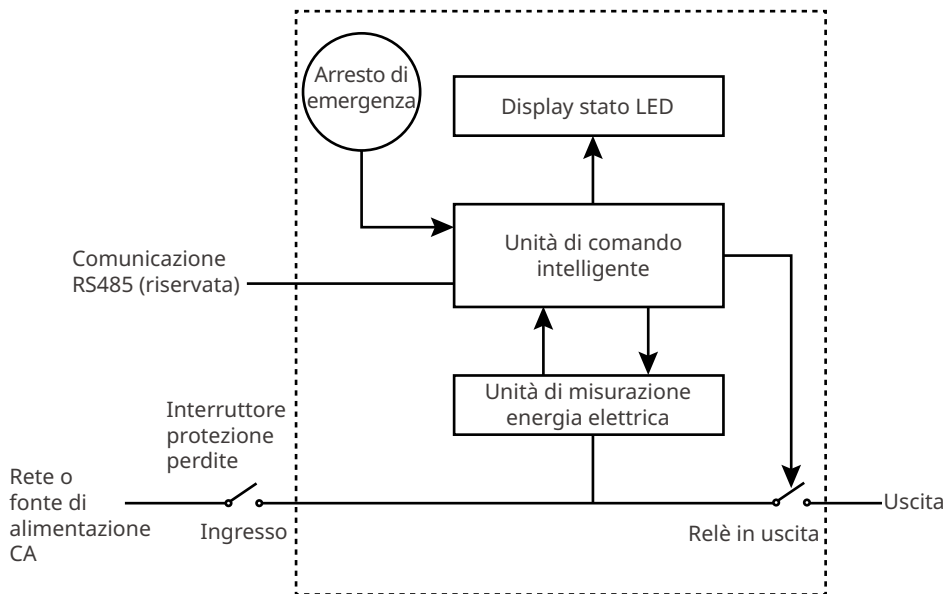 Arresto di
emergenza
Display stato LED
Unità di comando
intelligente
Comunicazione
RS485 (riservata)
Unità di misurazione
energia elettrica
Interruttore
protezione
perdite
Rete o
fonte di
alimentazione
CA
Ingresso
Relè in uscita
Uscita